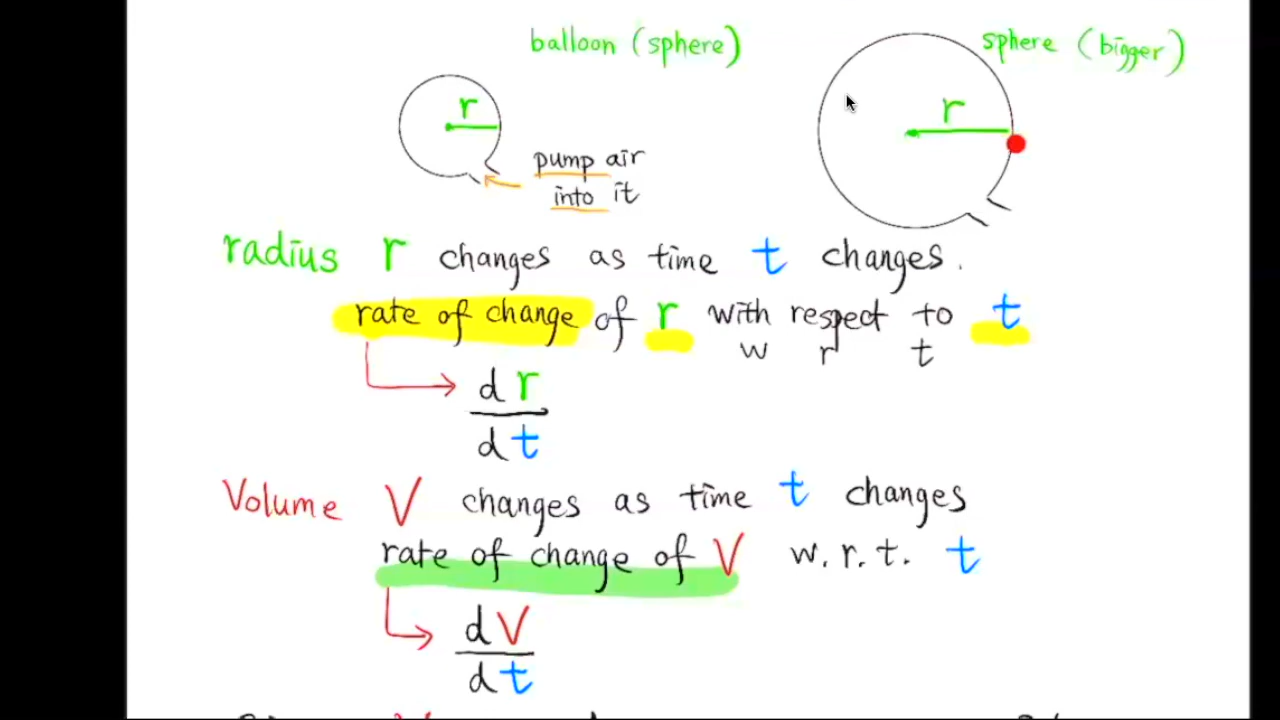 balloon (sphere)
sphere (bigger)
r
r
pump air
into it
radius r changes as time t changes.
rate of change of r with respect to t
w r t
dr
dt
Volume V changes as time t changes
rate of change of V w.r.t. t
dV
dt